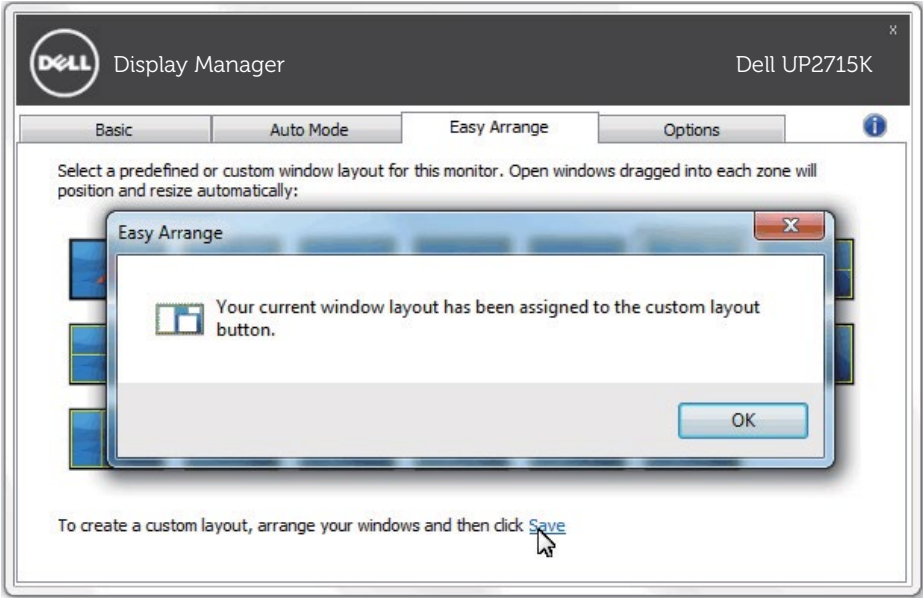 x
DELL Display Manager Dell UP2715K
Basic Auto Mode Easy Arrange Options i
Select a predefined or custom window layout for this monitor. Open windows dragged into each zone will
position and resize automatically:
Easy Arrange x
Your current window layout has been assigned to the custom layout
button.
OK
To create a custom layout, arrange your windows and then click Save